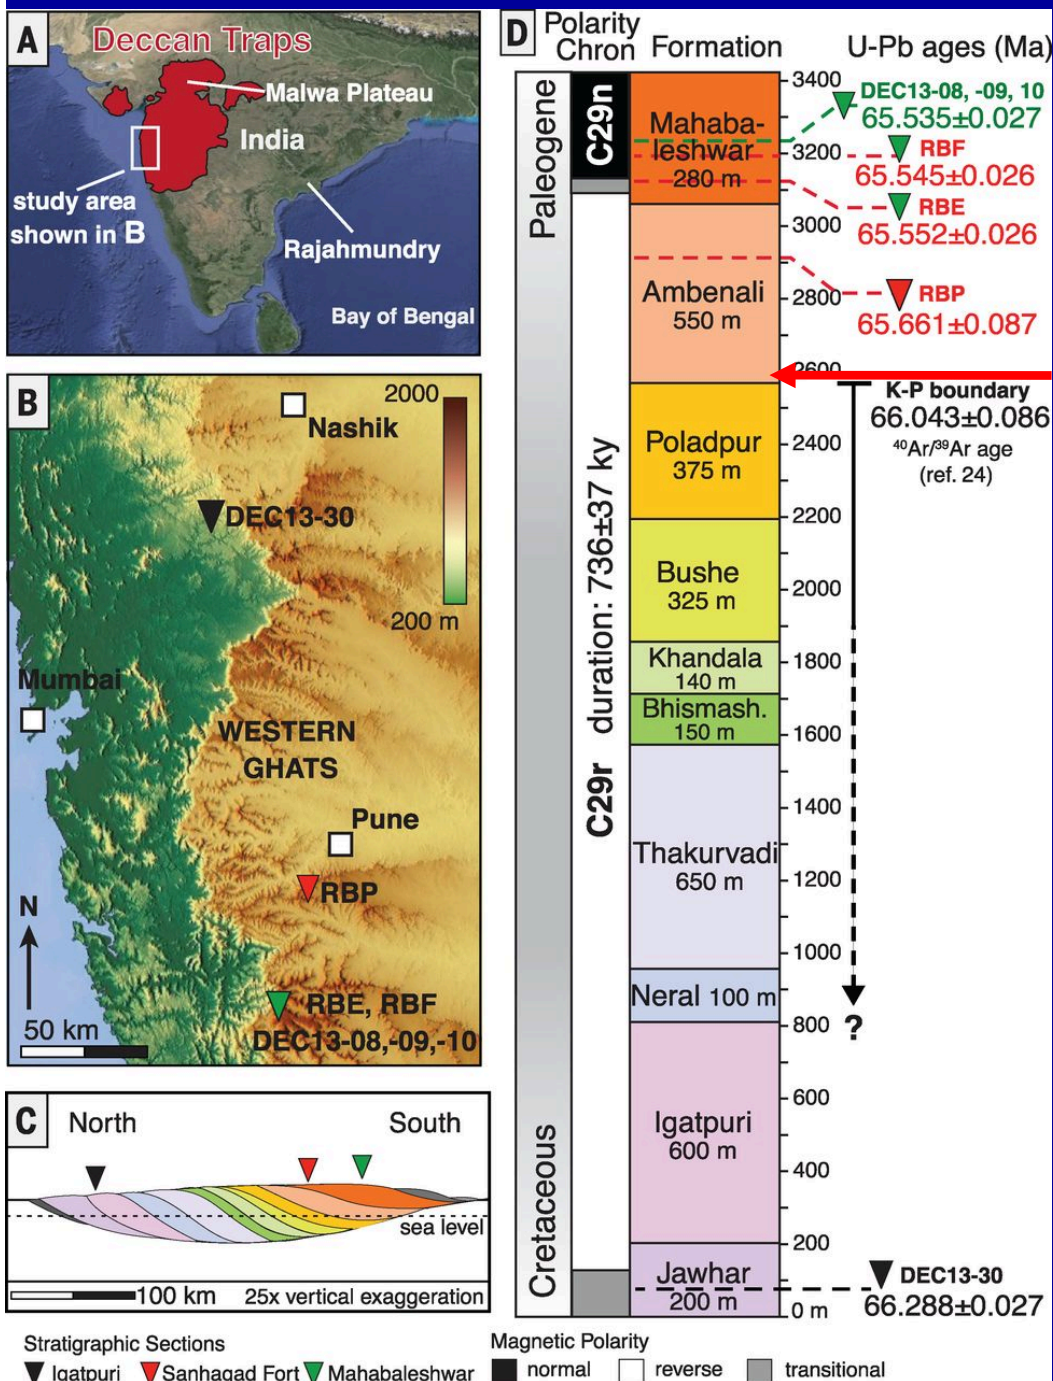 A
Deccan Traps
Malwa Plateau
India
study area
shown in B
Rajahmundry
Bay of Bengal
B
2000
200 m
Nashik
DEC13-30
Mumbai
WESTERN
GHATS
Pune
RBP
N
50 km
RBE, RBF
DEC13-08,-09,-10
C
North
South
sea level
100 km
25x vertical exaggeration
Stratigraphic Sections
Igatpuri
Sanhagad Fort
Mahabaleshwar
D
Polarity
Chron
Formation
U-Pb ages (Ma)
Paleogene
Cretaceous
C29n
C29r duration: 736±37 ky
Mahaba-
leshwar
280 m
Ambenali
550 m
Poladpur
375 m
Bushe
325 m
Khandala
140 m
Bhismash.
150 m
Thakurvadi
650 m
Neral 100 m
Igatpuri
600 m
Jawhar
200 m
3400
3200
3000
2800
2600
2400
2200
2000
1800
1600
1400
1200
1000
800
600
400
200
0 m
DEC13-08, -09, 10
65.535±0.027
RBF
65.545±0.026
RBE
65.552±0.026
RBP
65.661±0.087
K-P boundary
66.043±0.086
⁴⁰Ar/³⁹Ar age
(ref. 24)
?
DEC13-30
66.288±0.027
Magnetic Polarity
normal
reverse
transitional